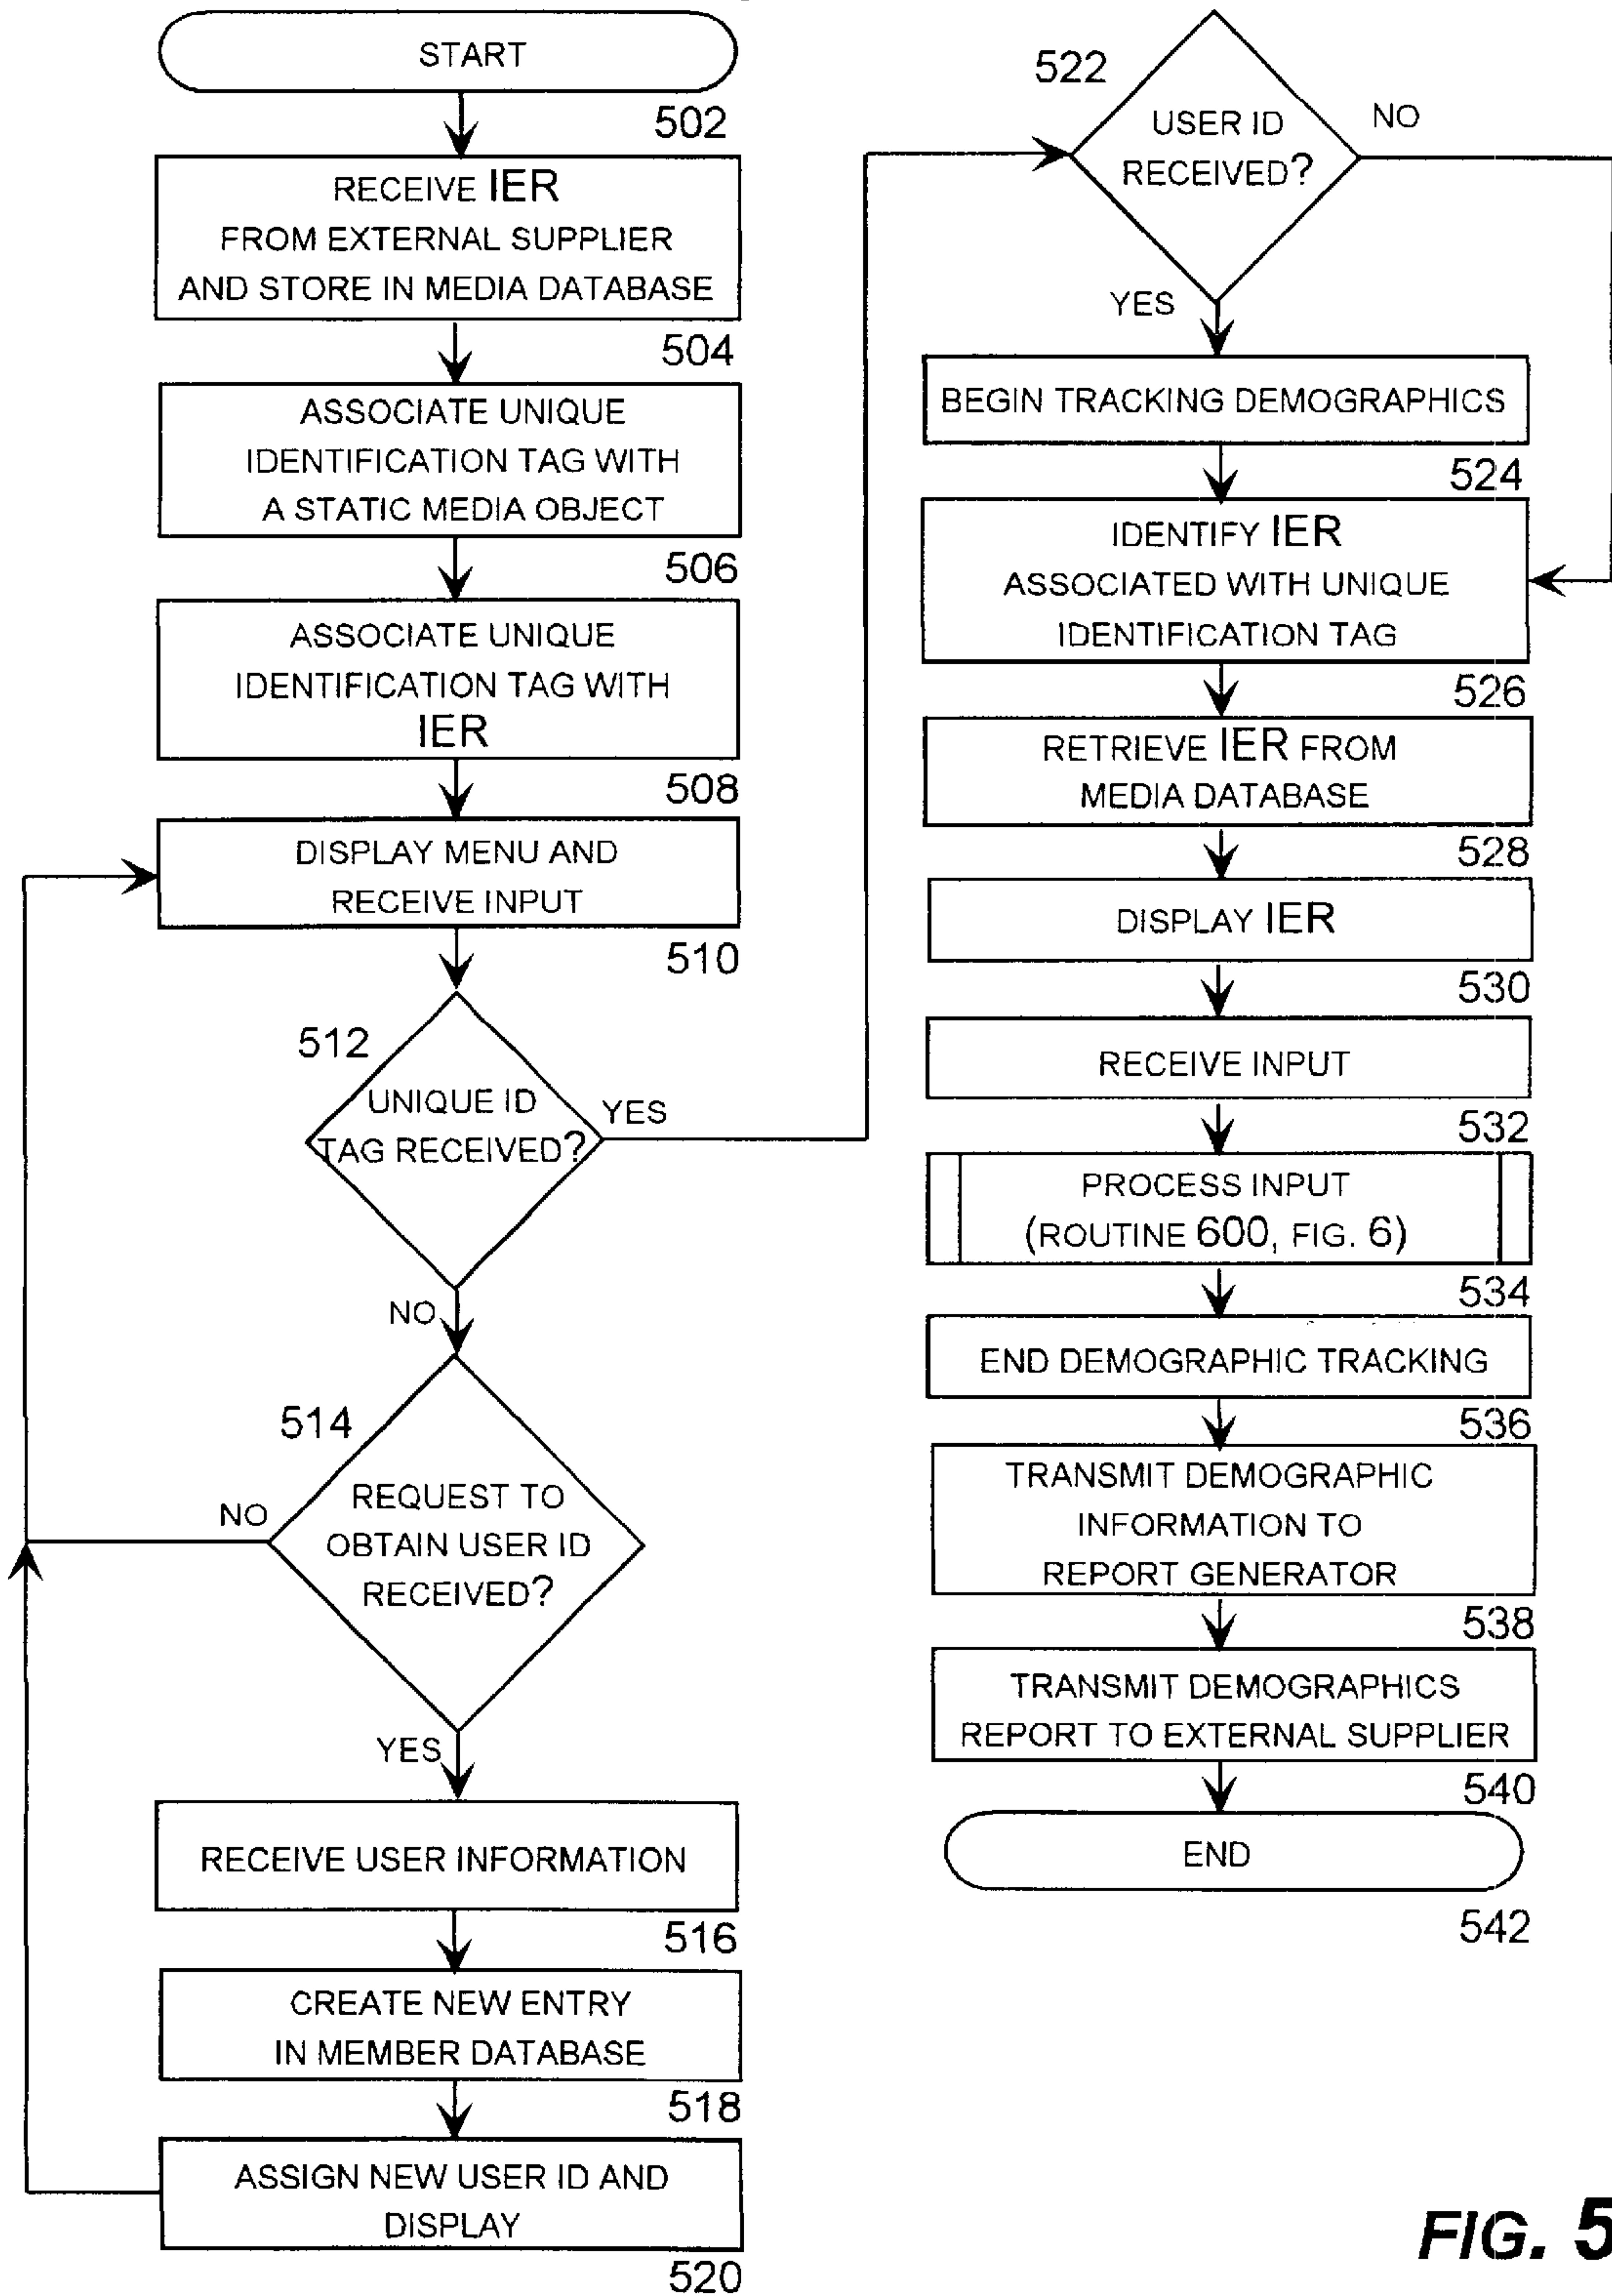 START
502
RECEIVE IER
FROM EXTERNAL SUPPLIER
AND STORE IN MEDIA DATABASE
504
ASSOCIATE UNIQUE
IDENTIFICATION TAG WITH
A STATIC MEDIA OBJECT
506
ASSOCIATE UNIQUE
IDENTIFICATION TAG WITH
IER
508
DISPLAY MENU AND
RECEIVE INPUT
510
512
UNIQUE ID
TAG RECEIVED?
YES
NO
514
REQUEST TO
OBTAIN USER ID
RECEIVED?
NO
YES
RECEIVE USER INFORMATION
516
CREATE NEW ENTRY
IN MEMBER DATABASE
518
ASSIGN NEW USER ID AND
DISPLAY
520
522
USER ID
RECEIVED?
NO
YES
BEGIN TRACKING DEMOGRAPHICS
524
IDENTIFY IER
ASSOCIATED WITH UNIQUE
IDENTIFICATION TAG
526
RETRIEVE IER FROM
MEDIA DATABASE
528
DISPLAY IER
530
RECEIVE INPUT
532
PROCESS INPUT
(ROUTINE 600, FIG. 6)
534
END DEMOGRAPHIC TRACKING
536
TRANSMIT DEMOGRAPHIC
INFORMATION TO
REPORT GENERATOR
538
TRANSMIT DEMOGRAPHICS
REPORT TO EXTERNAL SUPPLIER
540
END
542
FIG. 5